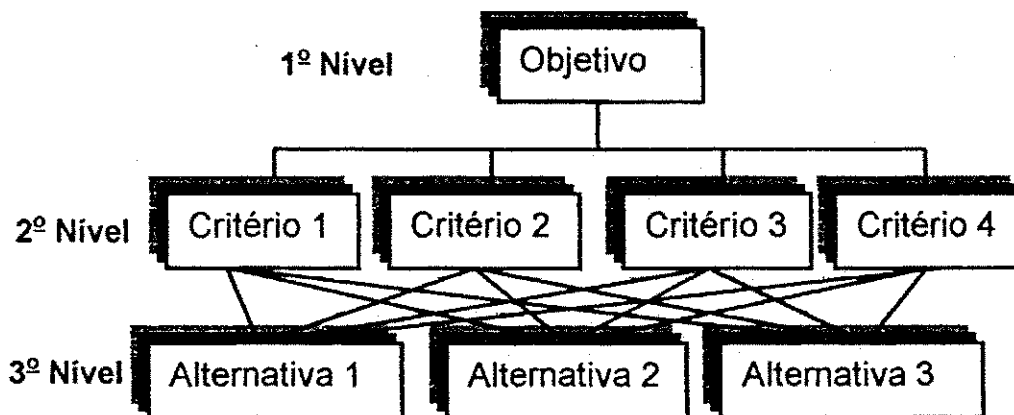 1º Nível Objetivo
2º Nível Critério 1 Critério 2 Critério 3 Critério 4
3º Nível Alternativa 1 Alternativa 2 Alternativa 3